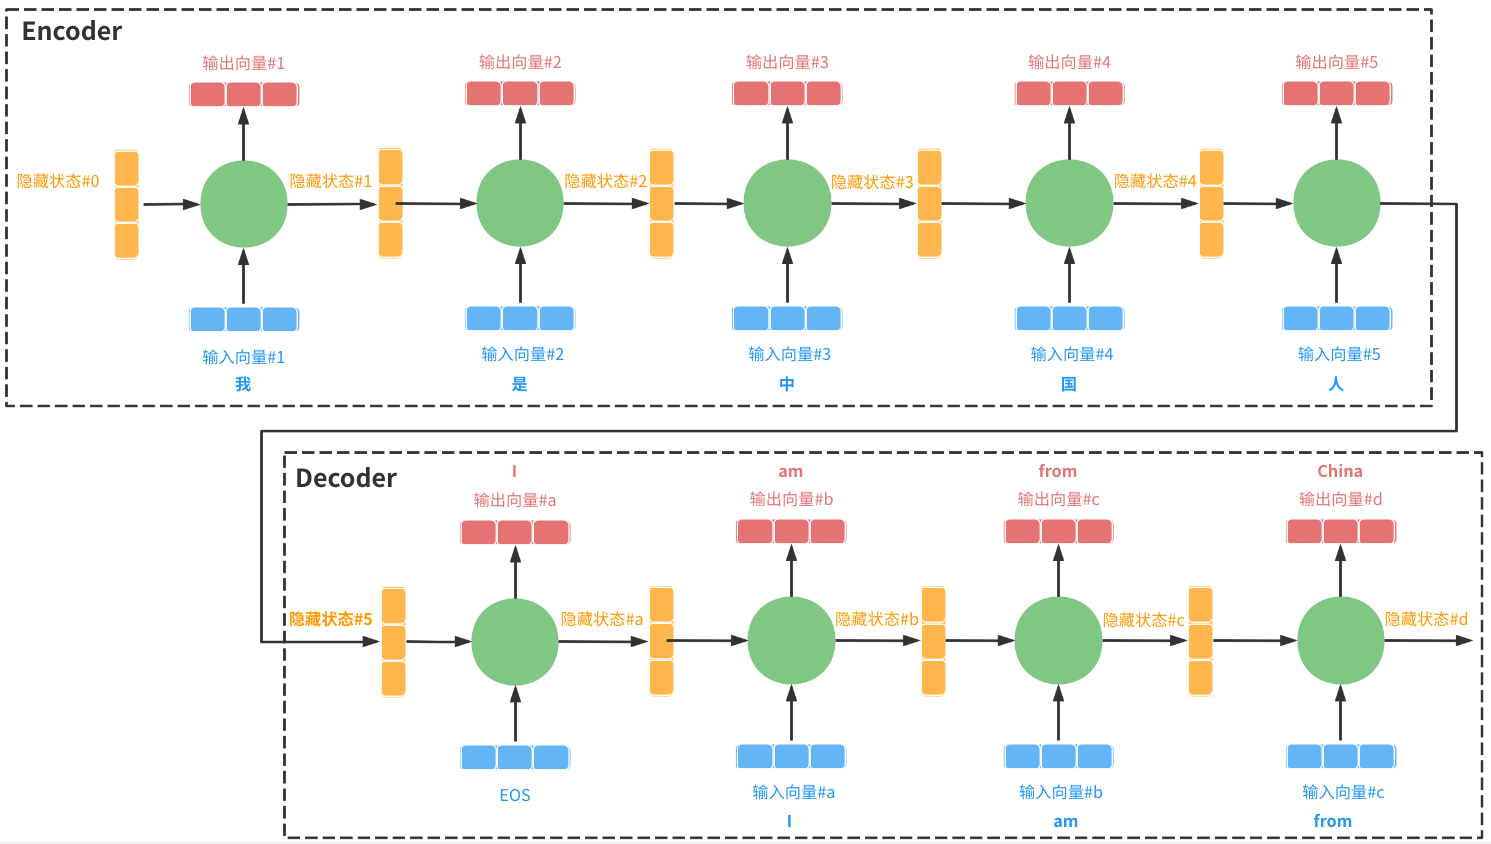 Encoder
输出向量#1
输出向量#2
输出向量#3
输出向量#4
输出向量#5
隐藏状态#0
隐藏状态#1
隐藏状态#2
隐藏状态#3
隐藏状态#4
输入向量#1
输入向量#2
输入向量#3
输入向量#4
输入向量#5
我
是
中
国
人
Decoder
I
am
from
China
输出向量#a
输出向量#b
输出向量#c
输出向量#d
隐藏状态#5
隐藏状态#a
隐藏状态#b
隐藏状态#c
隐藏状态#d
EOS
输入向量#a
输入向量#b
输入向量#c
I
am
from